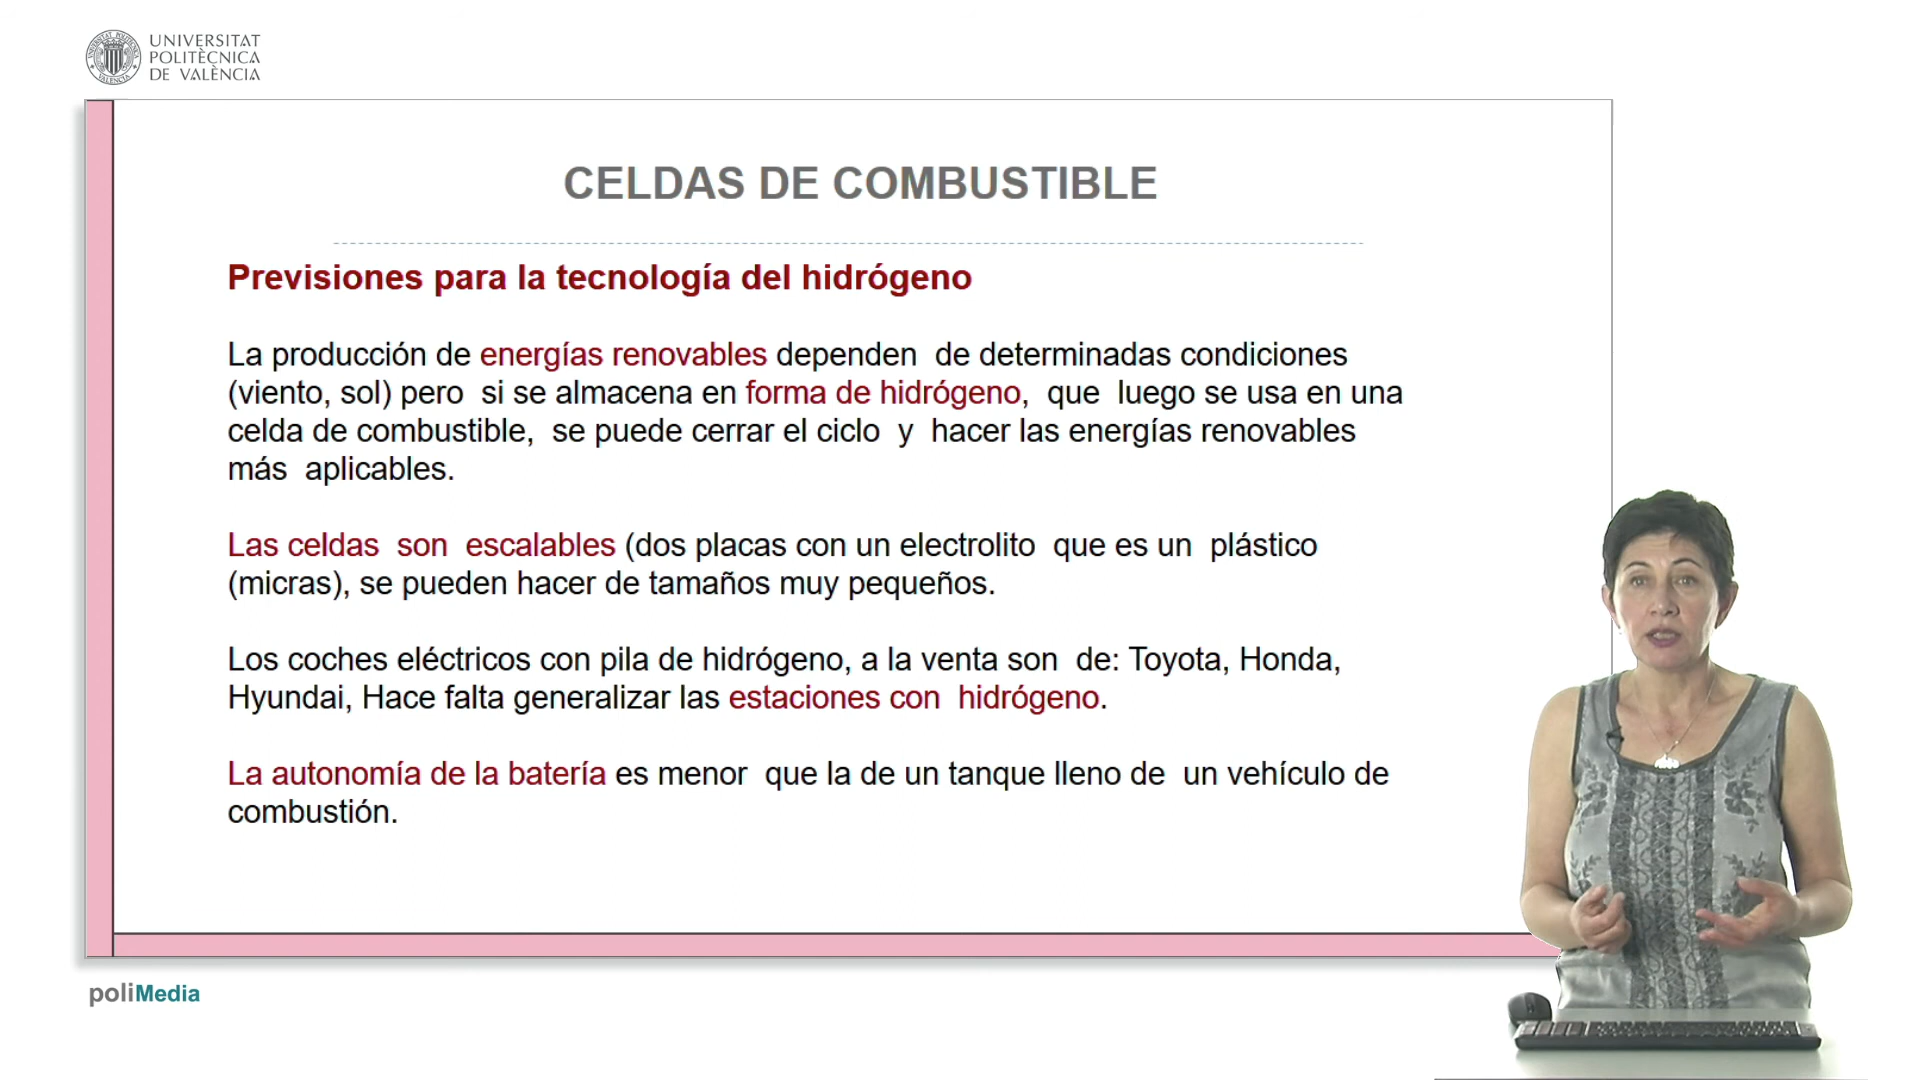 UNIVERSITAT
POLITÈCNICA
DE VALÈNCIA
CELDAS DE COMBUSTIBLE
Previsiones para la tecnología del hidrógeno
La producción de energías renovables dependen de determinadas condiciones
(viento, sol) pero si se almacena en forma de hidrógeno, que luego se usa en una
celda de combustible, se puede cerrar el ciclo y hacer las energías renovables
más aplicables.
Las celdas son escalables (dos placas con un electrolito que es un plástico
(micras), se pueden hacer de tamaños muy pequeños.
Los coches eléctricos con pila de hidrógeno, a la venta son de: Toyota, Honda,
Hyundai, Hace falta generalizar las estaciones con hidrógeno.
La autonomía de la batería es menor que la de un tanque lleno de un vehículo de
combustión.
poliMedia